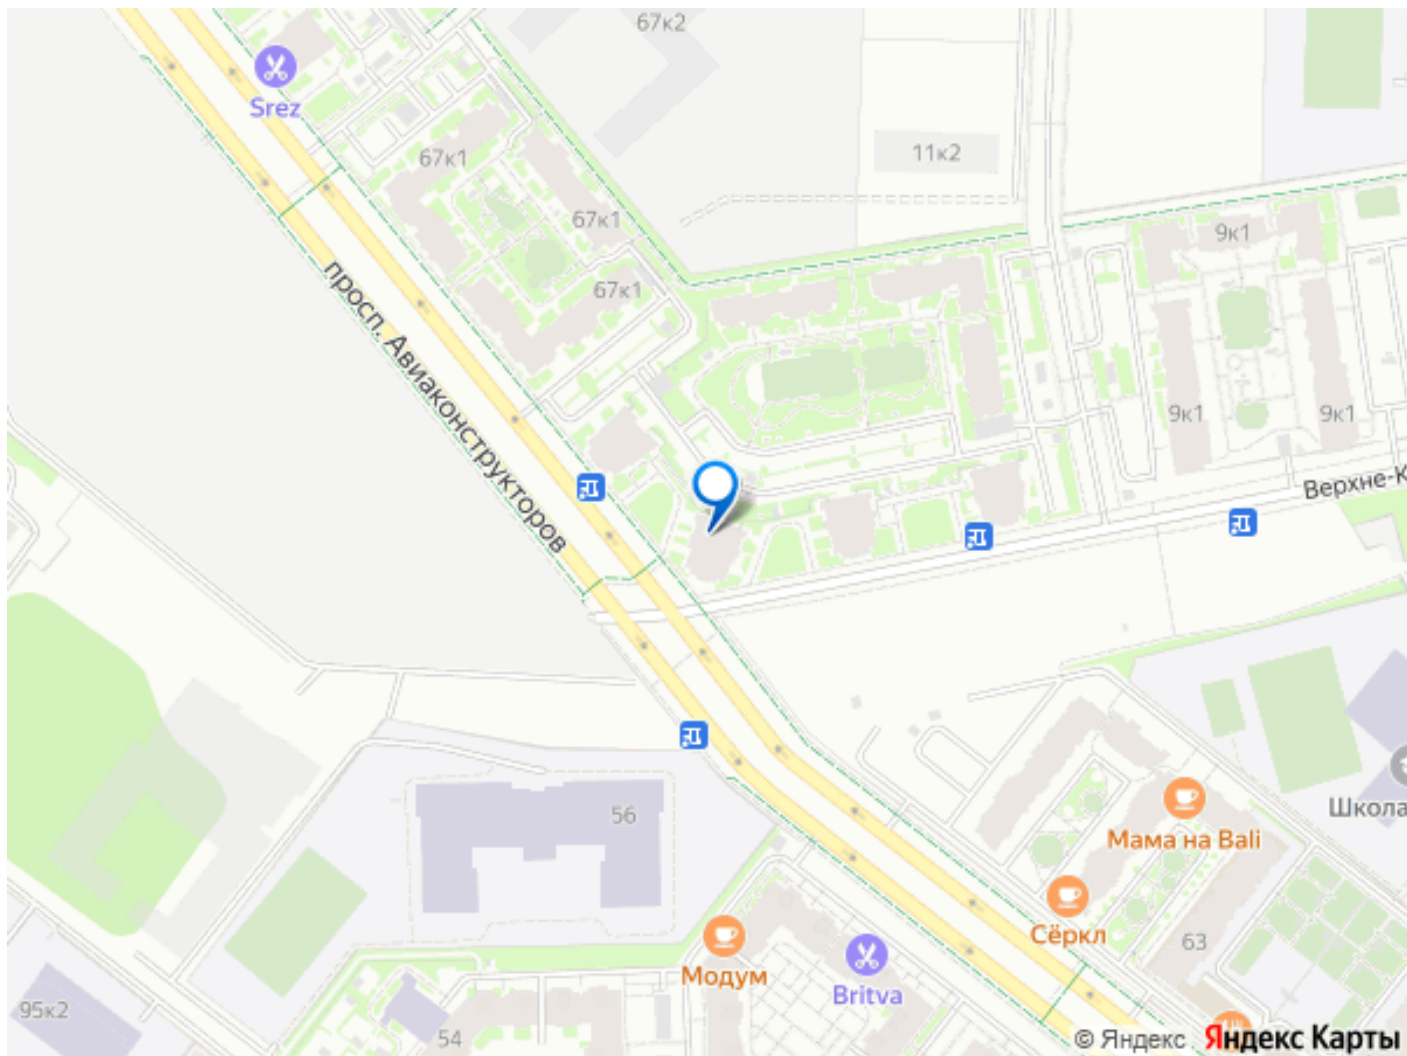 67к2
Srez
67к1
11к2
67к1
9к1
67к1
просп. Авиаконструкторов
9к1
9к1
Верхне-К
56
Школа
Мама на Bali
Сёркл
63
Модум
Britva
95к2
54
© Яндекс Яндекс Карты